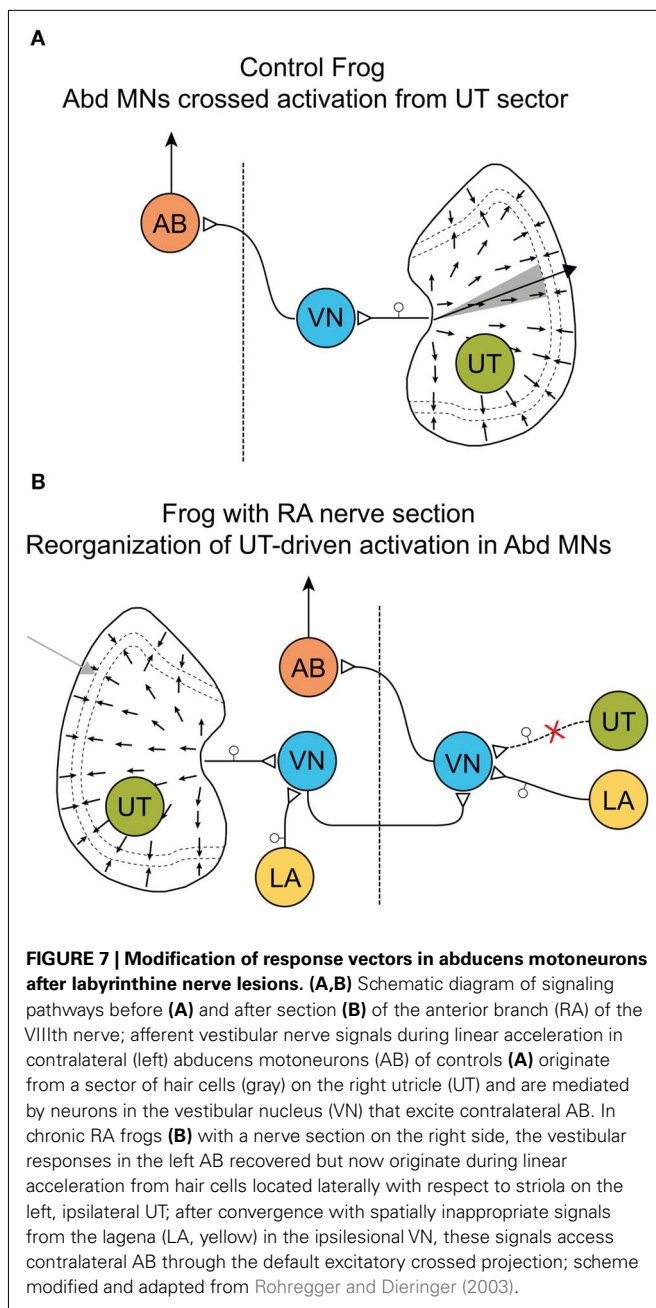 A
Control Frog
Abd MNs crossed activation from UT sector
AB
VN
UT
B
Frog with RA nerve section
Reorganization of UT-driven activation in Abd MNs
AB
UT
VN
VN
UT
LA
LA
FIGURE 7 | Modification of response vectors in abducens motoneurons
after labyrinthine nerve lesions. (A,B) Schematic diagram of signaling
pathways before (A) and after section (B) of the anterior branch (RA) of the
VIIIth nerve; afferent vestibular nerve signals during linear acceleration in
contralateral (left) abducens motoneurons (AB) of controls (A) originate
from a sector of hair cells (gray) on the right utricle (UT) and are mediated
by neurons in the vestibular nucleus (VN) that excite contralateral AB. In
chronic RA frogs (B) with a nerve section on the right side, the vestibular
responses in the left AB recovered but now originate during linear
acceleration from hair cells located laterally with respect to striola on the
left, ipsilateral UT; after convergence with spatially inappropriate signals
from the lagena (LA, yellow) in the ipsilesional VN, these signals access
contralateral AB through the default excitatory crossed projection; scheme
modified and adapted from Rohregger and Dieringer (2003).